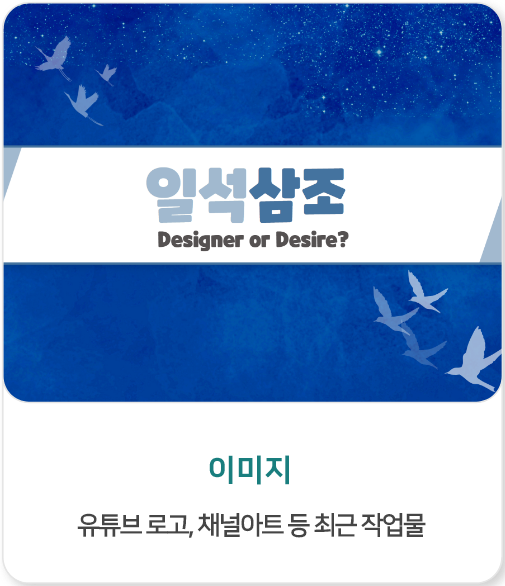 일석삼조
Designer or Desire?
이미지
유튜브 로고, 채널아트 등 최근 작업물